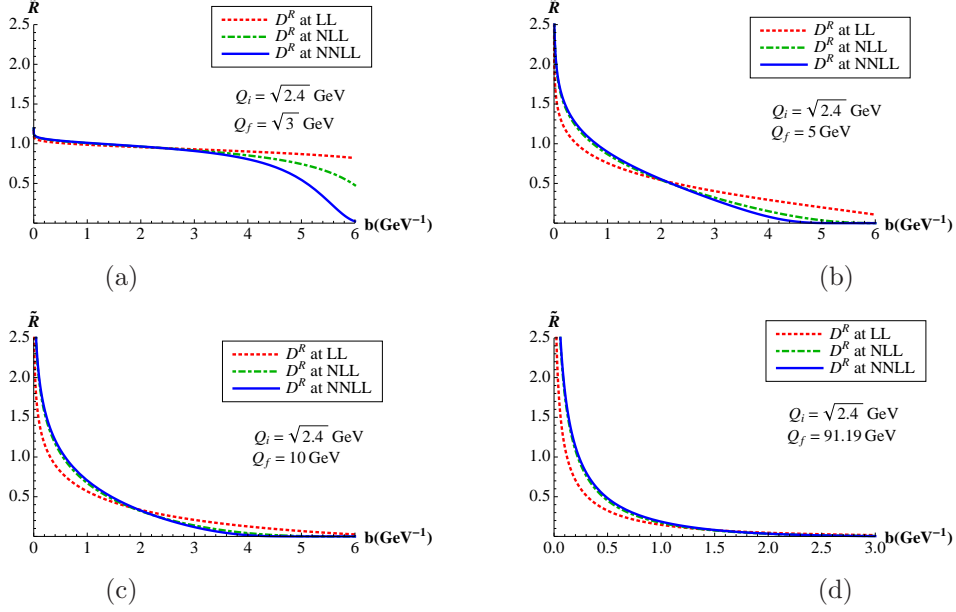 R̃
2.5
2.0
1.5
1.0
0.5
0 1 2 3 4 5 6 b(GeV⁻¹)
D^R at LL
D^R at NLL
D^R at NNLL
Q_i = √2.4 GeV
Q_f = √3 GeV
(a)
R̃
2.5
2.0
1.5
1.0
0.5
0 1 2 3 4 5 6 b(GeV⁻¹)
D^R at LL
D^R at NLL
D^R at NNLL
Q_i = √2.4 GeV
Q_f = 5 GeV
(b)
R̃
2.5
2.0
1.5
1.0
0.5
0 1 2 3 4 5 6 b(GeV⁻¹)
D^R at LL
D^R at NLL
D^R at NNLL
Q_i = √2.4 GeV
Q_f = 10 GeV
(c)
R̃
2.5
2.0
1.5
1.0
0.5
0.0 0.5 1.0 1.5 2.0 2.5 3.0 b(GeV⁻¹)
D^R at LL
D^R at NLL
D^R at NNLL
Q_i = √2.4 GeV
Q_f = 91.19 GeV
(d)